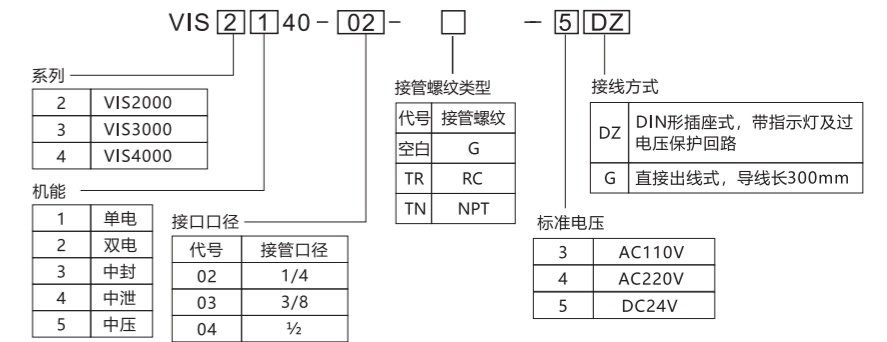 VIS 2 1 40 - 02 - □ - 5 DZ
系列
2 VIS2000
3 VIS3000
4 VIS4000
机能
1 单电
2 双电
3 中封
4 中泄
5 中压
接口口径
代号 接管口径
02 1/4
03 3/8
04 ½
接管螺纹类型
代号 接管螺纹
空白 G
TR RC
TN NPT
标准电压
3 AC110V
4 AC220V
5 DC24V
接线方式
DZ DIN形插座式，带指示灯及过
电压保护回路
G 直接出线式，导线长300mm